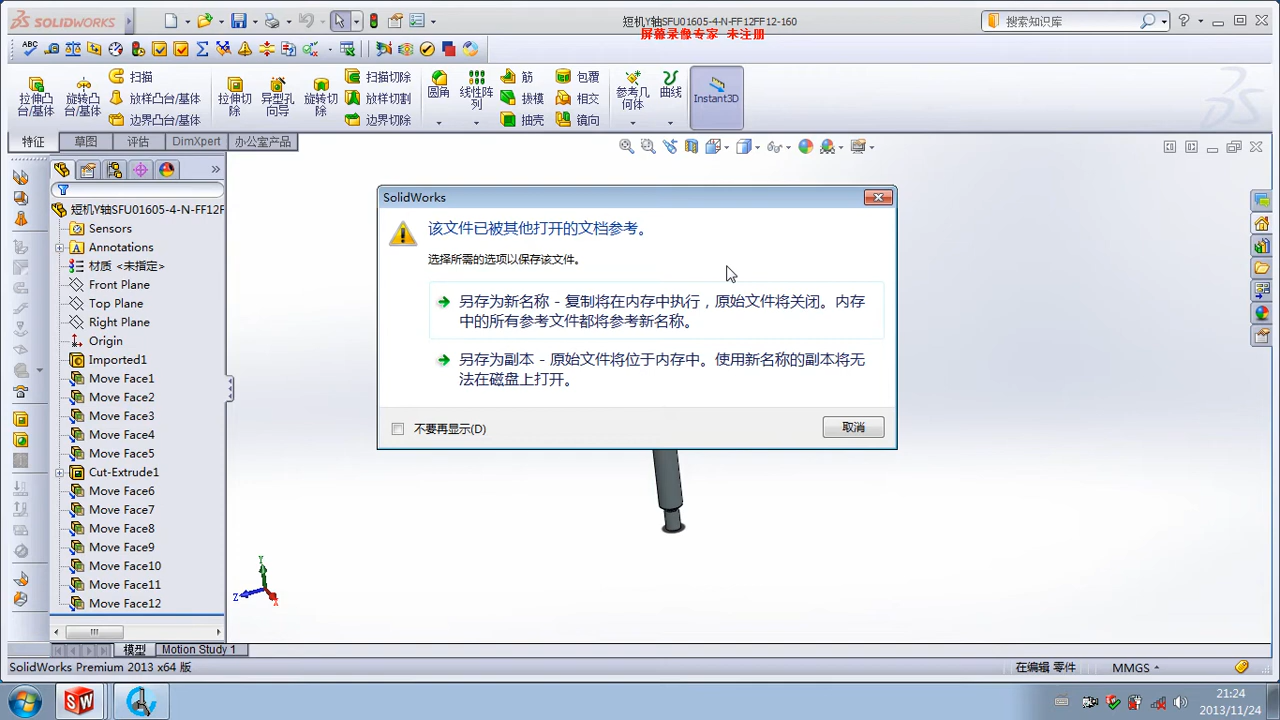 SOLIDWORKS
短机Y轴SFU01605-4-N-FF12FF12-160
屏幕录像专家 未注册
搜索知识库
拉伸凸台/基体
旋转凸台/基体
扫描
放样凸台/基体
边界凸台/基体
拉伸切除
异型孔向导
旋转切除
扫描切除
放样切割
边界切除
圆角
线性阵列
筋
拔模
抽壳
包覆
相交
镜向
参考几何体
曲线
Instant3D
特征
草图
评估
DimXpert
办公室产品
短机Y轴SFU01605-4-N-FF12F
Sensors
Annotations
材质 <未指定>
Front Plane
Top Plane
Right Plane
Origin
Imported1
Move Face1
Move Face2
Move Face3
Move Face4
Move Face5
Cut-Extrude1
Move Face6
Move Face7
Move Face8
Move Face9
Move Face10
Move Face11
Move Face12
SolidWorks
该文件已被其他打开的文档参考。
选择所需的选项以保存该文件。
另存为新名称 - 复制将在内存中执行，原始文件将关闭。内存
中的所有参考文件都将参考新名称。
另存为副本 - 原始文件将位于内存中。使用新名称的副本将无
法在磁盘上打开。
不要再显示(D)
取消
Y
Z
X
模型
Motion Study 1
SolidWorks Premium 2013 x64 版
在编辑 零件
MMGS
21:24
2013/11/24